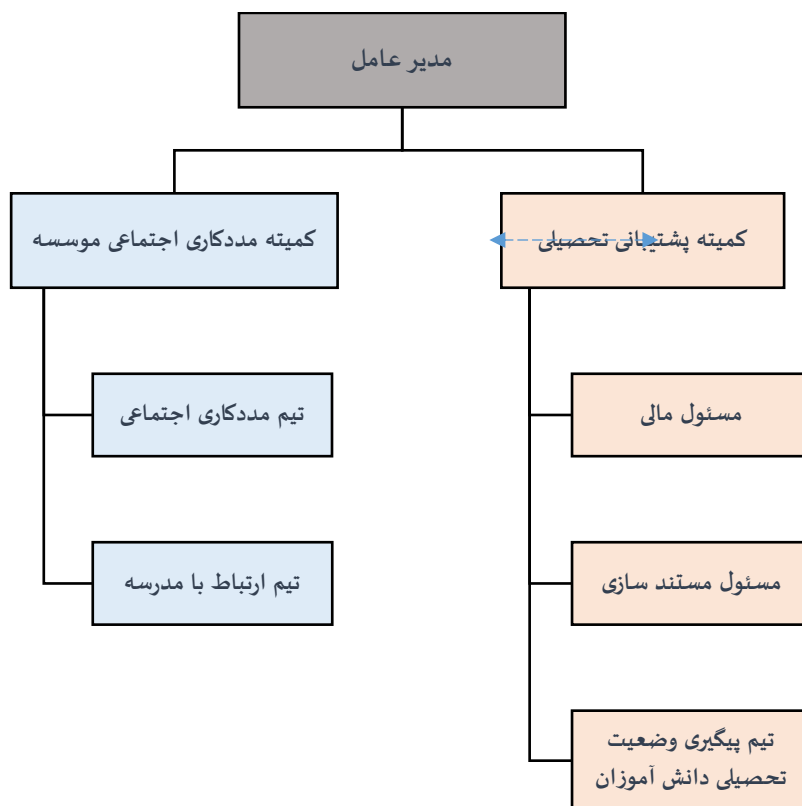 مدیر عامل
کمیته پشتیبانی تحصیلی
کمیته مددکاری اجتماعی موسسه
مسئول مالی
تیم مددکاری اجتماعی
مسئول مستند سازی
تیم ارتباط با مدرسه
تیم پیگیری وضعیت
تحصیلی دانش آموزان